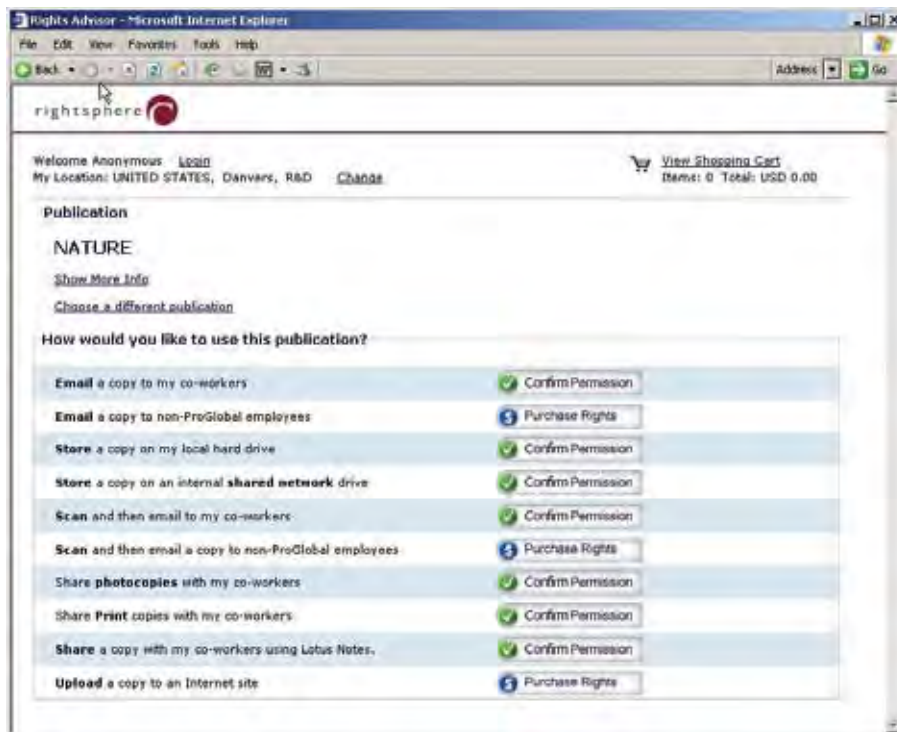 Rights Advisor - Microsoft Internet Explorer
File Edit View Favorites Tools Help
Back Address Go
rightsphere
Welcome Anonymous Login
My Location: UNITED STATES, Danvers, R&D Change
View Shopping Cart
Items: 0 Total: USD 0.00
Publication
NATURE
Show More Info
Choose a different publication
How would you like to use this publication?
Email a copy to my co-workers Confirm Permission
Email a copy to non-ProGlobal employees Purchase Rights
Store a copy on my local hard drive Confirm Permission
Store a copy on an internal shared network drive Confirm Permission
Scan and then email to my co-workers Confirm Permission
Scan and then email a copy to non-ProGlobal employees Purchase Rights
Share photocopies with my co-workers Confirm Permission
Share Print copies with my co-workers Confirm Permission
Share a copy with my co-workers using Lotus Notes. Confirm Permission
Upload a copy to an Internet site Purchase Rights